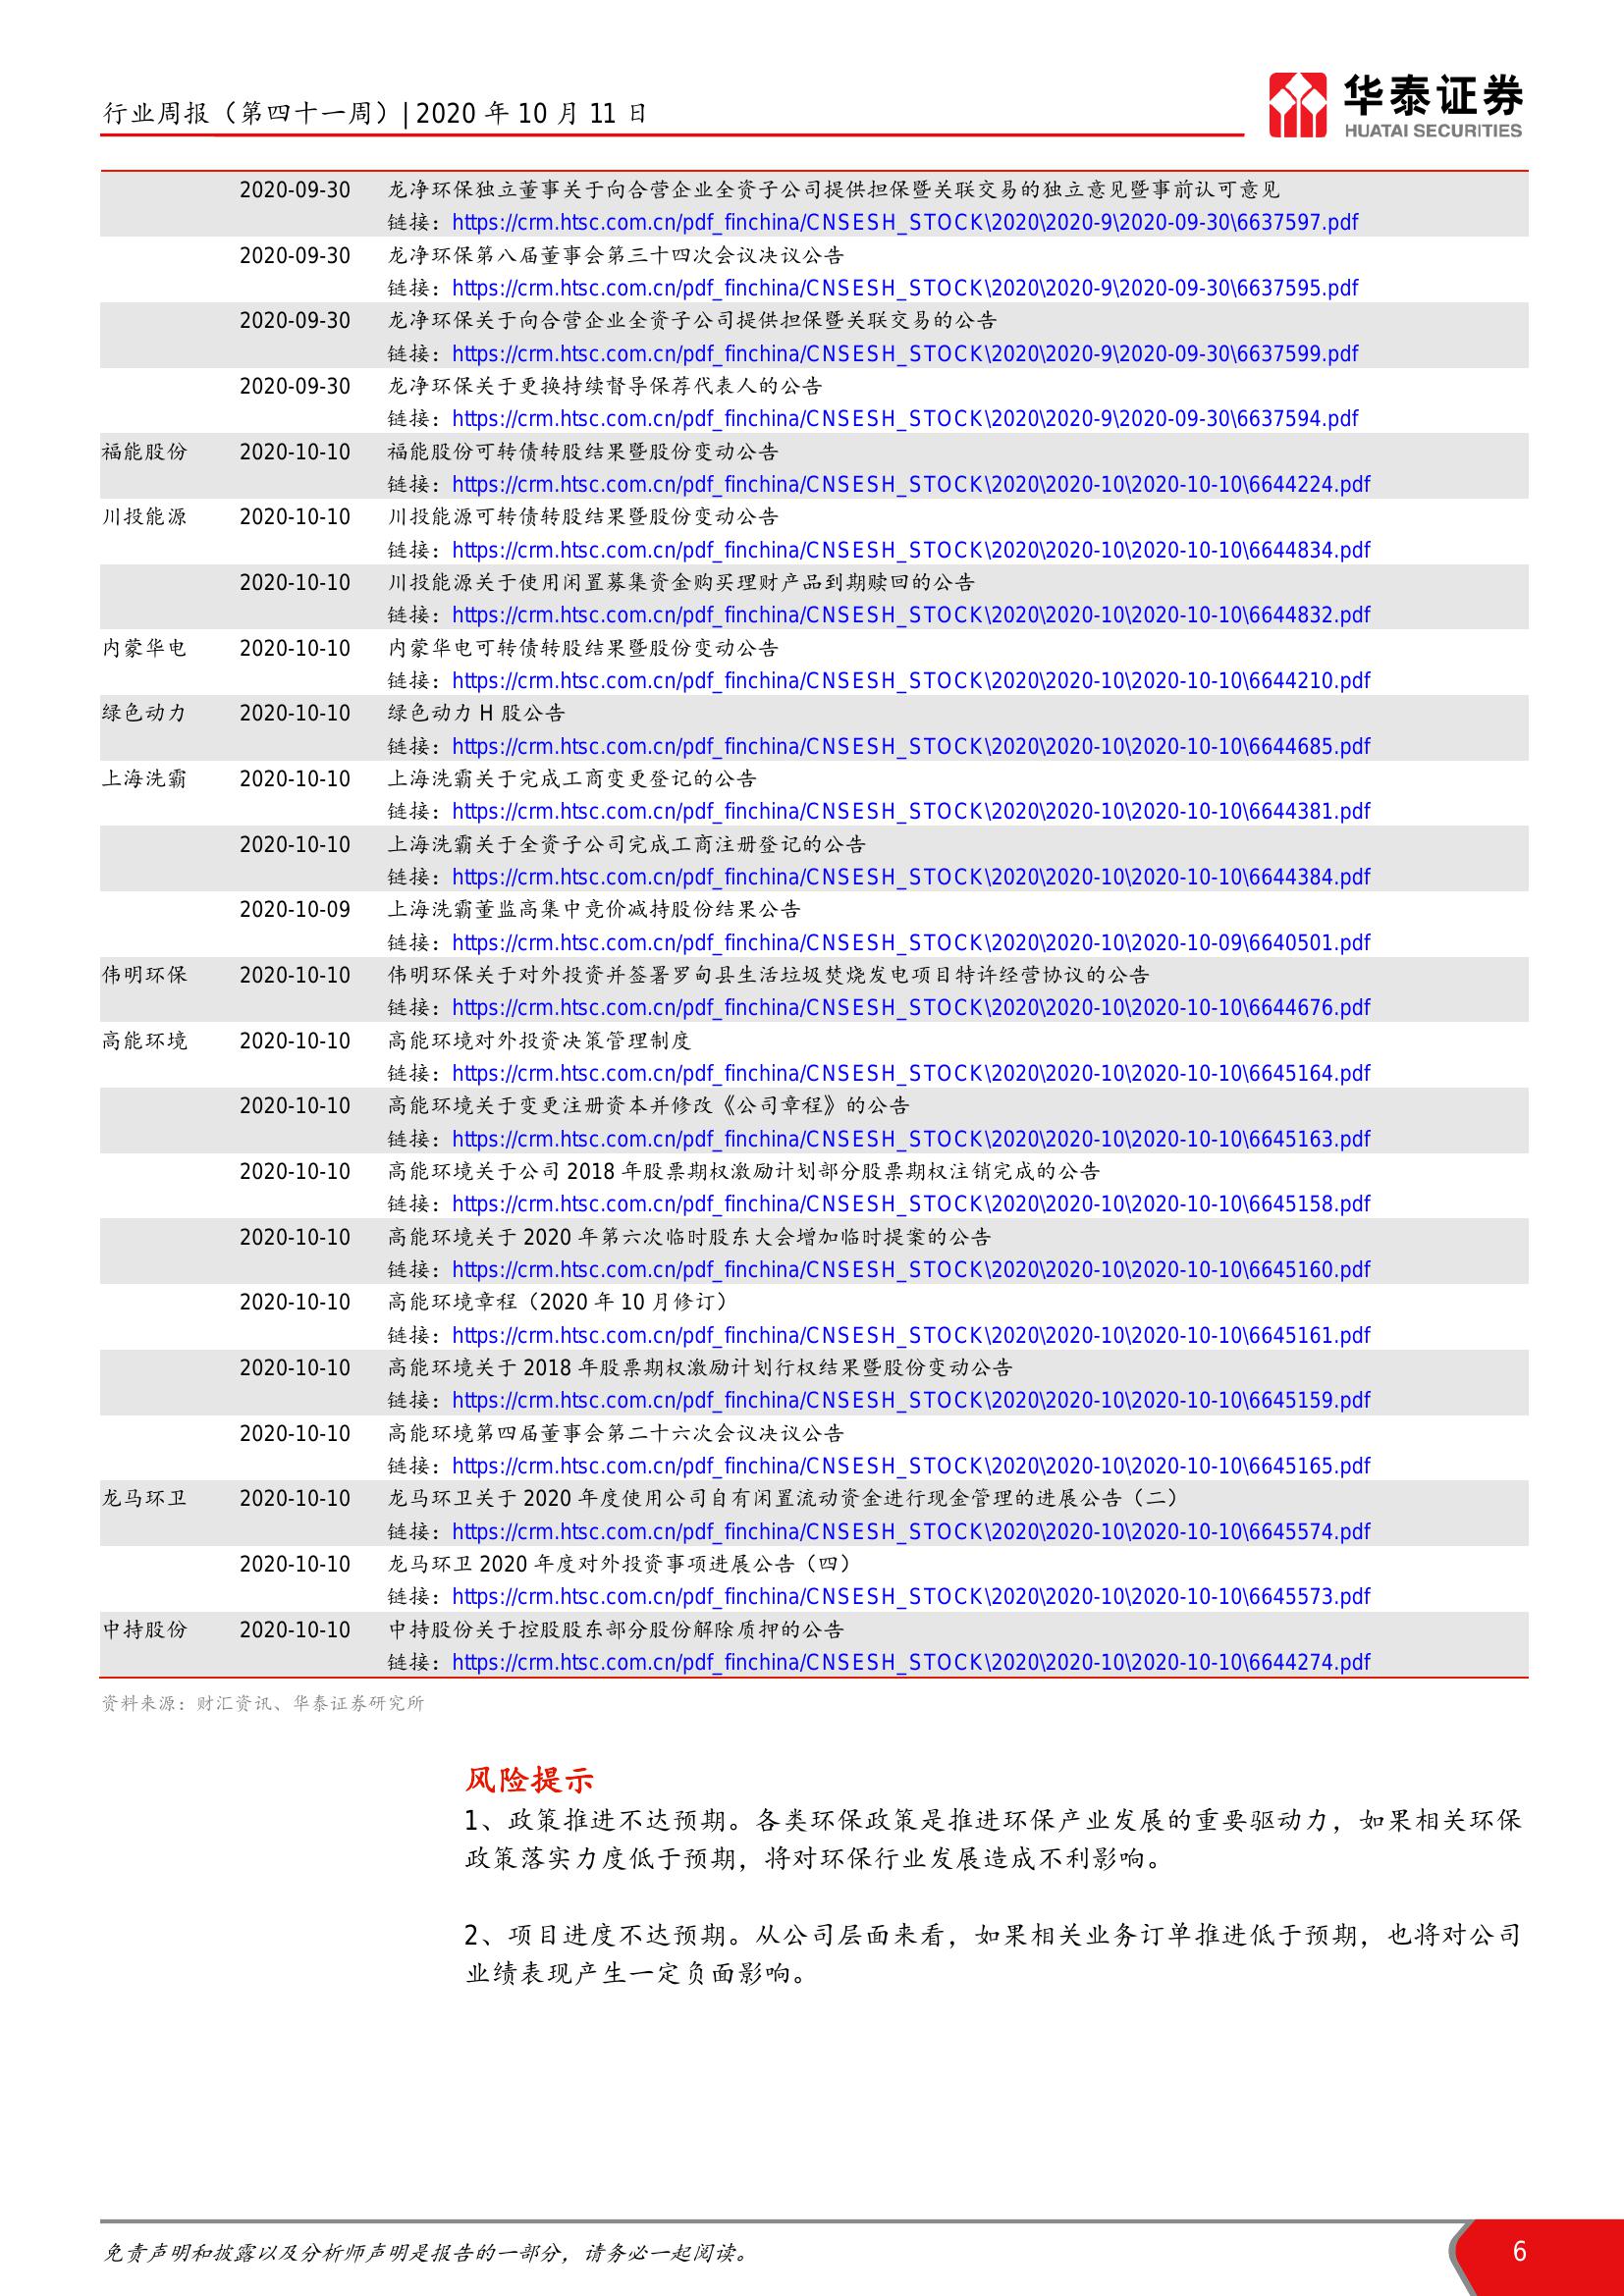 行业周报（第四十一周）| 2020 年 10 月 11 日
华泰证券
HUATAI SECURITIES
2020-09-30 龙净环保独立董事关于向合营企业全资子公司提供担保暨关联交易的独立意见暨事前认可意见
链接：https://crm.htsc.com.cn/pdf_finchina/CNSESH_STOCK\2020\2020-9\2020-09-30\6637597.pdf
2020-09-30 龙净环保第八届董事会第三十四次会议决议公告
链接：https://crm.htsc.com.cn/pdf_finchina/CNSESH_STOCK\2020\2020-9\2020-09-30\6637595.pdf
2020-09-30 龙净环保关于向合营企业全资子公司提供担保暨关联交易的公告
链接：https://crm.htsc.com.cn/pdf_finchina/CNSESH_STOCK\2020\2020-9\2020-09-30\6637599.pdf
2020-09-30 龙净环保关于更换持续督导保荐代表人的公告
链接：https://crm.htsc.com.cn/pdf_finchina/CNSESH_STOCK\2020\2020-9\2020-09-30\6637594.pdf
福能股份 2020-10-10 福能股份可转债转股结果暨股份变动公告
链接：https://crm.htsc.com.cn/pdf_finchina/CNSESH_STOCK\2020\2020-10\2020-10-10\6644224.pdf
川投能源 2020-10-10 川投能源可转债转股结果暨股份变动公告
链接：https://crm.htsc.com.cn/pdf_finchina/CNSESH_STOCK\2020\2020-10\2020-10-10\6644834.pdf
2020-10-10 川投能源关于使用闲置募集资金购买理财产品到期赎回的公告
链接：https://crm.htsc.com.cn/pdf_finchina/CNSESH_STOCK\2020\2020-10\2020-10-10\6644832.pdf
内蒙华电 2020-10-10 内蒙华电可转债转股结果暨股份变动公告
链接：https://crm.htsc.com.cn/pdf_finchina/CNSESH_STOCK\2020\2020-10\2020-10-10\6644210.pdf
绿色动力 2020-10-10 绿色动力 H 股公告
链接：https://crm.htsc.com.cn/pdf_finchina/CNSESH_STOCK\2020\2020-10\2020-10-10\6644685.pdf
上海洗霸 2020-10-10 上海洗霸关于完成工商变更登记的公告
链接：https://crm.htsc.com.cn/pdf_finchina/CNSESH_STOCK\2020\2020-10\2020-10-10\6644381.pdf
2020-10-10 上海洗霸关于全资子公司完成工商注册登记的公告
链接：https://crm.htsc.com.cn/pdf_finchina/CNSESH_STOCK\2020\2020-10\2020-10-10\6644384.pdf
2020-10-09 上海洗霸董监高集中竞价减持股份结果公告
链接：https://crm.htsc.com.cn/pdf_finchina/CNSESH_STOCK\2020\2020-10\2020-10-09\6640501.pdf
伟明环保 2020-10-10 伟明环保关于对外投资并签署罗甸县生活垃圾焚烧发电项目特许经营协议的公告
链接：https://crm.htsc.com.cn/pdf_finchina/CNSESH_STOCK\2020\2020-10\2020-10-10\6644676.pdf
高能环境 2020-10-10 高能环境对外投资决策管理制度
链接：https://crm.htsc.com.cn/pdf_finchina/CNSESH_STOCK\2020\2020-10\2020-10-10\6645164.pdf
2020-10-10 高能环境关于变更注册资本并修改《公司章程》的公告
链接：https://crm.htsc.com.cn/pdf_finchina/CNSESH_STOCK\2020\2020-10\2020-10-10\6645163.pdf
2020-10-10 高能环境关于公司 2018 年股票期权激励计划部分股票期权注销完成的公告
链接：https://crm.htsc.com.cn/pdf_finchina/CNSESH_STOCK\2020\2020-10\2020-10-10\6645158.pdf
2020-10-10 高能环境关于 2020 年第六次临时股东大会增加临时提案的公告
链接：https://crm.htsc.com.cn/pdf_finchina/CNSESH_STOCK\2020\2020-10\2020-10-10\6645160.pdf
2020-10-10 高能环境章程（2020 年 10 月修订）
链接：https://crm.htsc.com.cn/pdf_finchina/CNSESH_STOCK\2020\2020-10\2020-10-10\6645161.pdf
2020-10-10 高能环境关于 2018 年股票期权激励计划行权结果暨股份变动公告
链接：https://crm.htsc.com.cn/pdf_finchina/CNSESH_STOCK\2020\2020-10\2020-10-10\6645159.pdf
2020-10-10 高能环境第四届董事会第二十六次会议决议公告
链接：https://crm.htsc.com.cn/pdf_finchina/CNSESH_STOCK\2020\2020-10\2020-10-10\6645165.pdf
龙马环卫 2020-10-10 龙马环卫关于 2020 年度使用公司自有闲置流动资金进行现金管理的进展公告（二）
链接：https://crm.htsc.com.cn/pdf_finchina/CNSESH_STOCK\2020\2020-10\2020-10-10\6645574.pdf
2020-10-10 龙马环卫 2020 年度对外投资事项进展公告（四）
链接：https://crm.htsc.com.cn/pdf_finchina/CNSESH_STOCK\2020\2020-10\2020-10-10\6645573.pdf
中持股份 2020-10-10 中持股份关于控股股东部分股份解除质押的公告
链接：https://crm.htsc.com.cn/pdf_finchina/CNSESH_STOCK\2020\2020-10\2020-10-10\6644274.pdf
资料来源：财汇资讯、华泰证券研究所
风险提示
1、政策推进不达预期。各类环保政策是推进环保产业发展的重要驱动力，如果相关环保
政策落实力度低于预期，将对环保行业发展造成不利影响。
2、项目进度不达预期。从公司层面来看，如果相关业务订单推进低于预期，也将对公司
业绩表现产生一定负面影响。
免责声明和披露以及分析师声明是报告的一部分，请务必一起阅读。
6